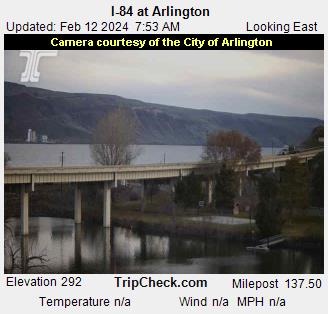 I-84 at Arlington
Updated: Feb 12 2024 7:53 AM Looking East
Camera courtesy of the City of Arlington
Elevation 292 TripCheck.com Milepost 137.50
Temperature n/a Wind n/a MPH n/a